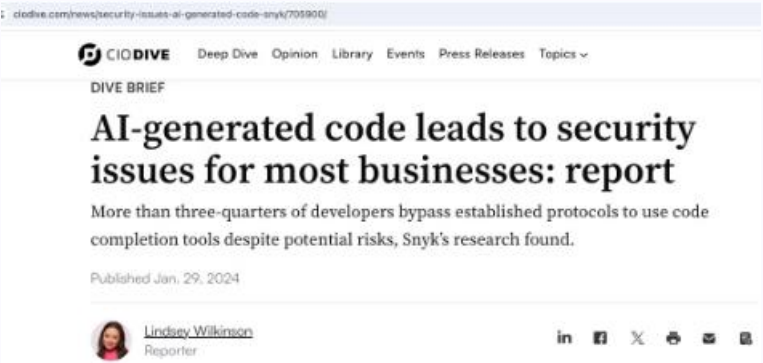 ciodive.com/news/security-issues-ai-generated-code-snyk/705900/
CIODIVE Deep Dive Opinion Library Events Press Releases Topics
DIVE BRIEF
AI-generated code leads to security
issues for most businesses: report
More than three-quarters of developers bypass established protocols to use code
completion tools despite potential risks, Snyk's research found.
Published Jan. 29, 2024
Lindsey Wilkinson
Reporter